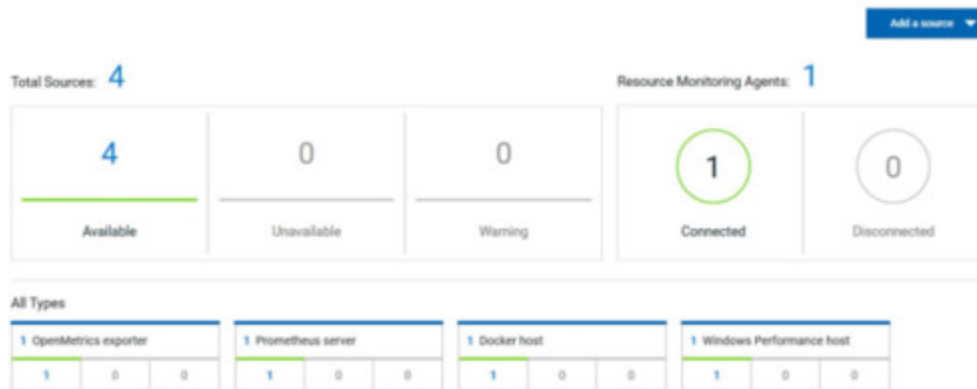 Add a source
Total Sources: 4
Resource Monitoring Agents: 1
4 0 0
Available Unavailable Warning
1 0
Connected Disconnected
All Types
1 OpenMetrics exporter
1 0 0
1 Prometheus server
1 0 0
1 Docker host
1 0 0
1 Windows Performance host
1 0 0